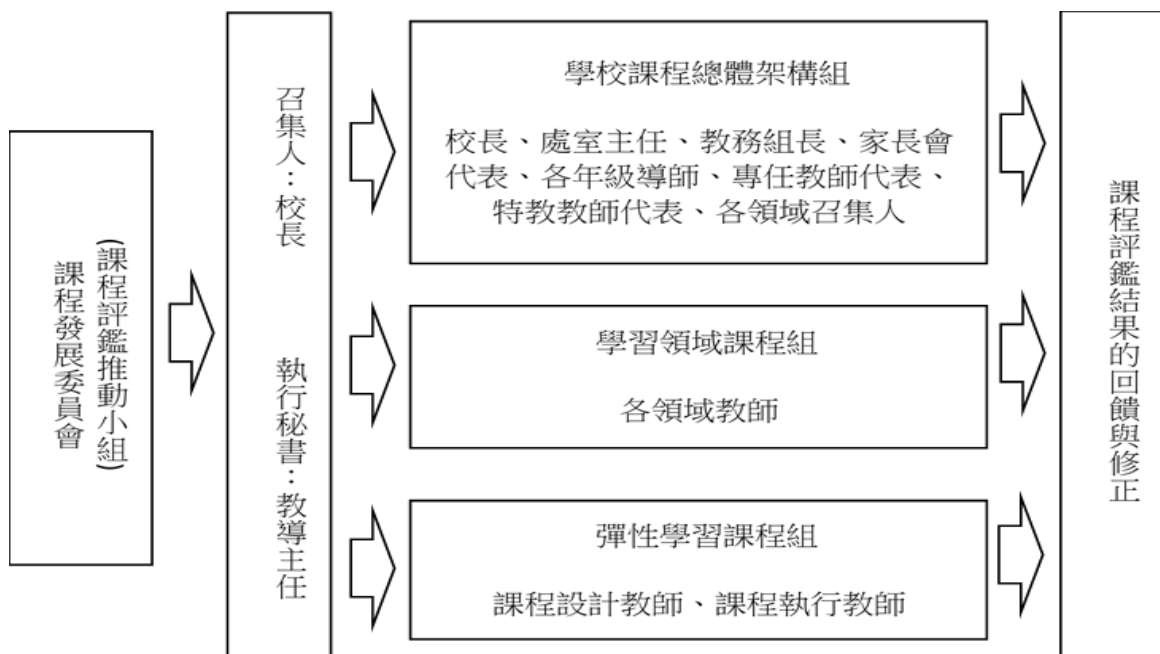 課程發展委員會
(課程評鑑推動小組)
召集人：校長
執行秘書：教導主任
學校課程總體架構組
校長、處室主任、教務組長、家長會
代表、各年級導師、專任教師代表、
特教教師代表、各領域召集人
學習領域課程組
各領域教師
彈性學習課程組
課程設計教師、課程執行教師
課程評鑑結果的回饋與修正